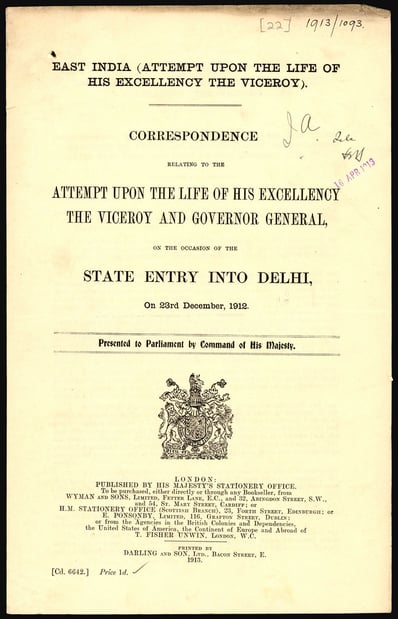 [22] 1913/1093.
EAST INDIA (ATTEMPT UPON THE LIFE OF
HIS EXCELLENCY THE VICEROY).
CORRESPONDENCE
RELATING TO THE
ATTEMPT UPON THE LIFE OF HIS EXCELLENCY
THE VICEROY AND GOVERNOR GENERAL,
ON THE OCCASION OF THE
STATE ENTRY INTO DELHI,
On 23rd December, 1912.
16 APR 1913
Presented to Parliament by Command of His Majesty.
LONDON:
PUBLISHED BY HIS MAJESTY'S STATIONERY OFFICE.
To be purchased, either directly or through any Bookseller, from
WYMAN AND SONS, LIMITED, FETTER LANE, E.C., and 32, ABINGDON STREET, S.W.,
and 54, ST. MARY STREET, CARDIFF; or
H.M. STATIONERY OFFICE (SCOTTISH BRANCH), 23, FORTH STREET, EDINBURGH; or
E. PONSONBY, LIMITED, 116, GRAFTON STREET, DUBLIN;
or from the Agencies in the British Colonies and Dependencies,
the United States of America, the Continent of Europe and Abroad of
T. FISHER UNWIN, LONDON, W.C.
PRINTED BY
DARLING AND SON, LTD., BACON STREET, E.
1913.
[Cd. 6642.] Price 1d.